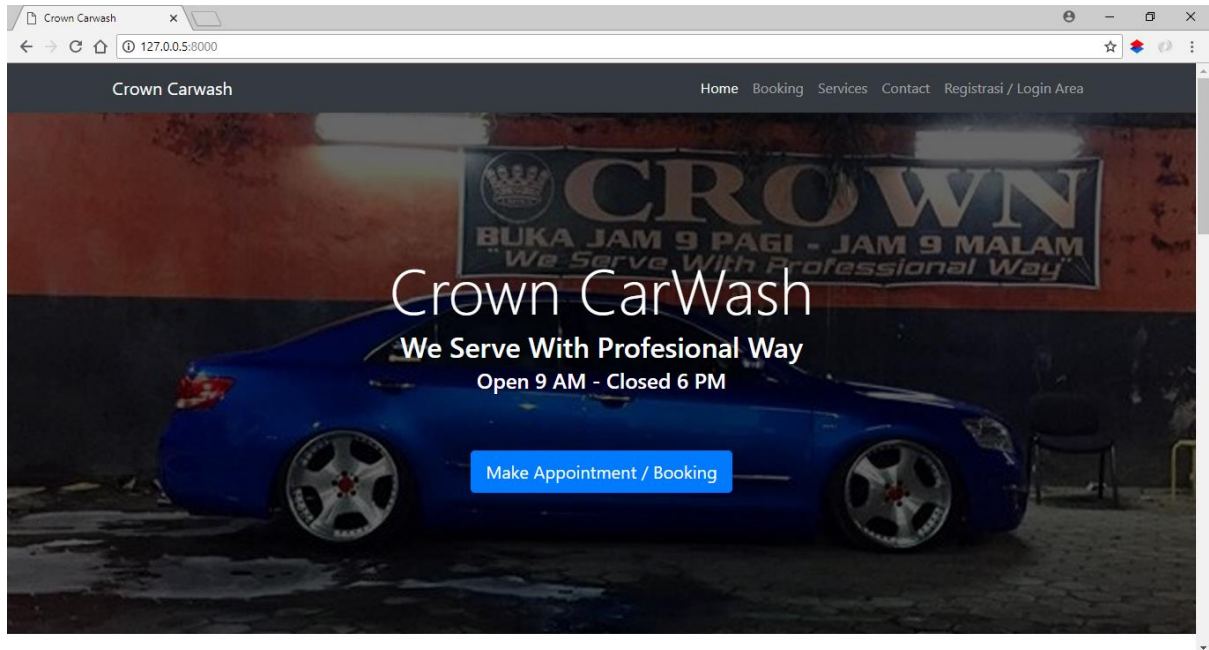 Crown Carwash
127.0.0.5:8000
Crown Carwash
Home Booking Services Contact Registrasi / Login Area
CROWN
BUKA JAM 9 PAGI - JAM 9 MALAM
"We Serve With Professional Way"
Crown CarWash
We Serve With Profesional Way
Open 9 AM - Closed 6 PM
Make Appointment / Booking